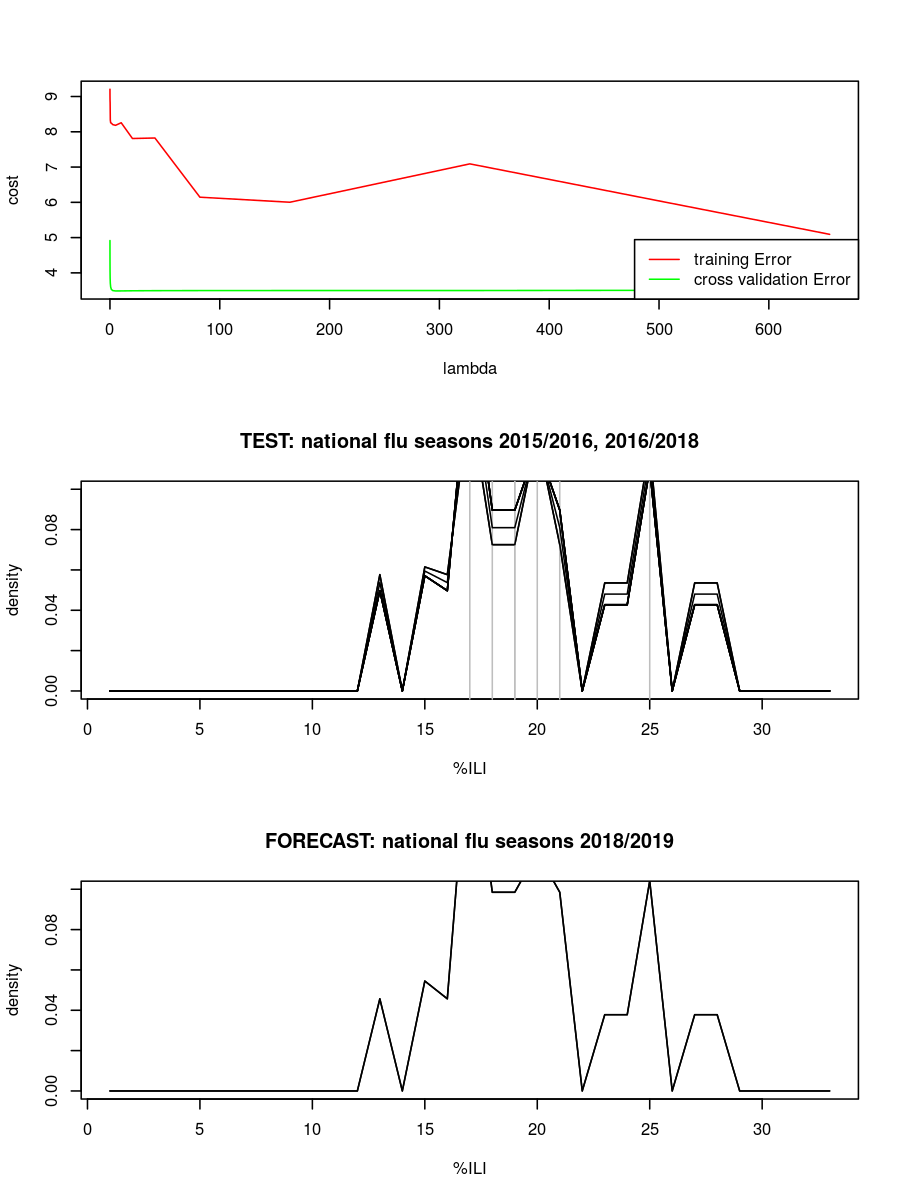 9
8
7
6
5
4
cost
training Error
cross validation Error
0 100 200 300 400 500 600
lambda
TEST: national flu seasons 2015/2016, 2016/2018
0.08
0.04
0.00
density
0 5 10 15 20 25 30
%ILI
FORECAST: national flu seasons 2018/2019
0.08
0.04
0.00
density
0 5 10 15 20 25 30
%ILI